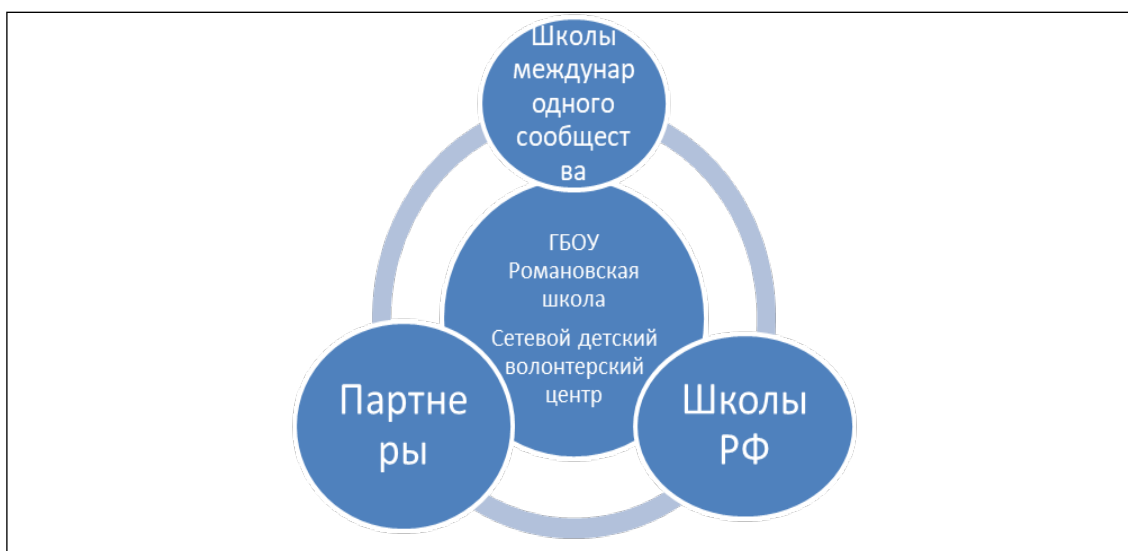 Школы
междунар
одного
сообщест
ва
ГБОУ
Романовская
школа
Сетевой детский
волонтерский
центр
Партне
ры
Школы
РФ